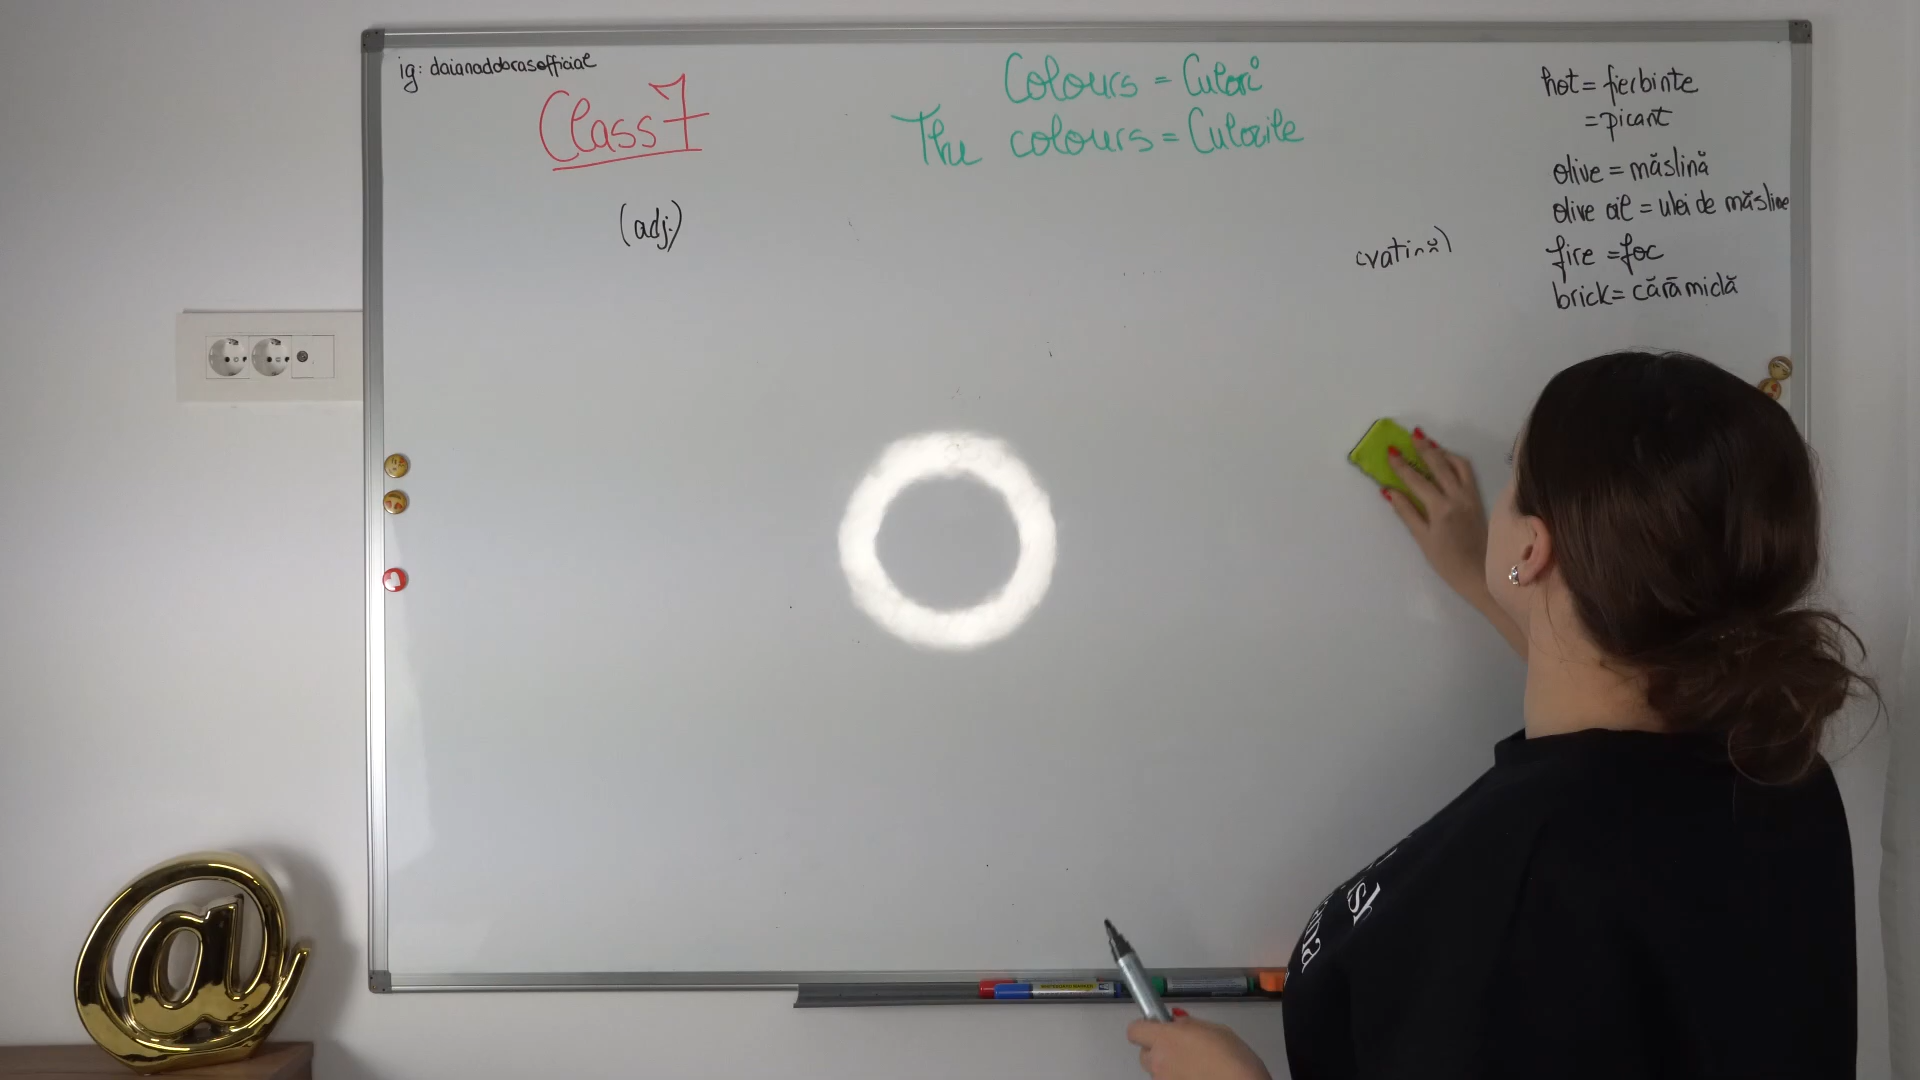 ig: daianadobrasofficial
Class 7
Colours = Culori
The colours = Culorile
(adj.)
hot = fierbinte
= picant
olive = măslină
olive oil = ulei de măsline
fire = foc
brick = cărămidă